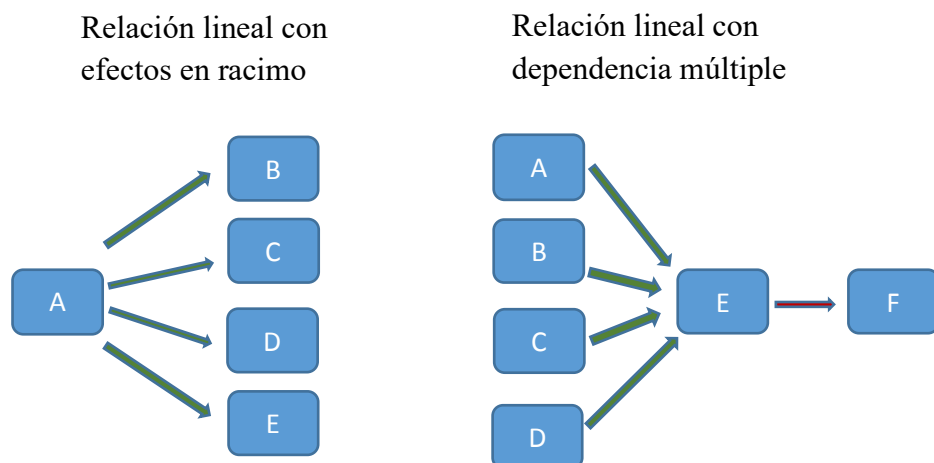 Relación lineal con
efectos en racimo
B
C
A
D
E
Relación lineal con
dependencia múltiple
A
B
C
D
E
F